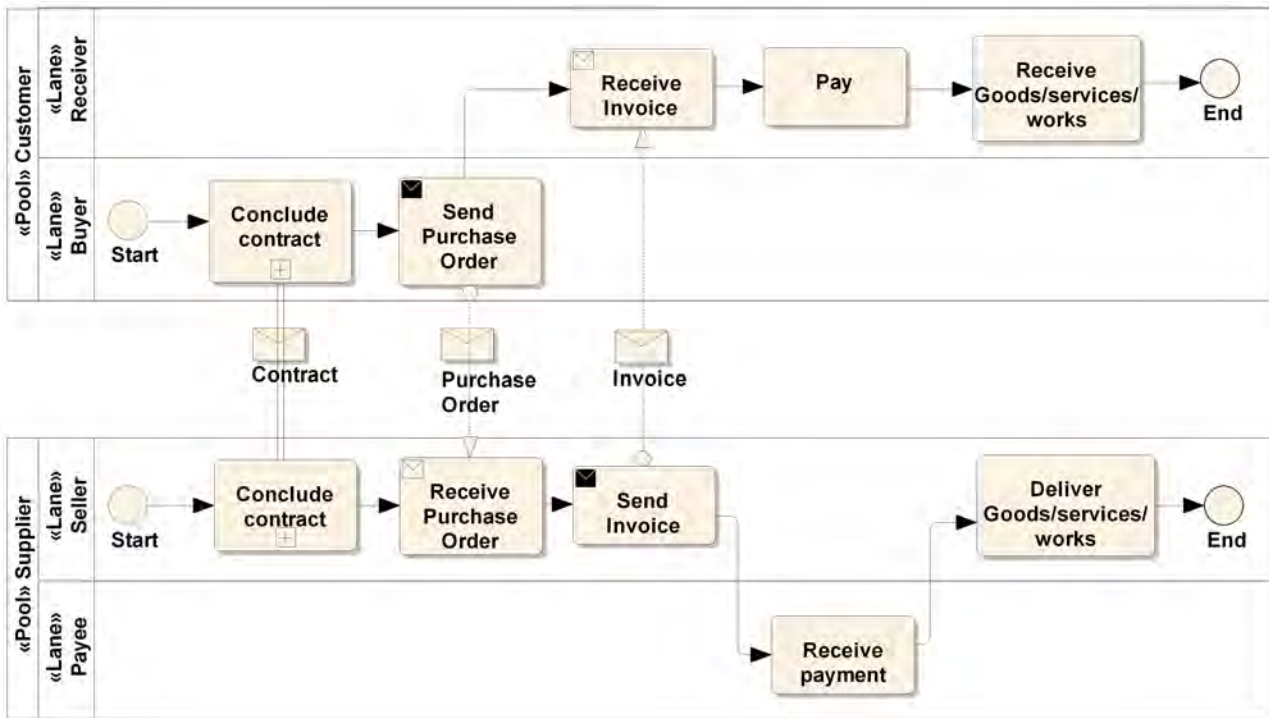 «Pool» Customer
«Lane»
Receiver
Receive
Invoice
Pay
Receive
Goods/services/
works
End
«Lane»
Buyer
Start
Conclude
contract
Send
Purchase
Order
Contract
Purchase
Order
Invoice
«Pool» Supplier
«Lane»
Seller
Start
Conclude
contract
Receive
Purchase
Order
Send
Invoice
Deliver
Goods/services/
works
End
«Lane»
Payee
Receive
payment